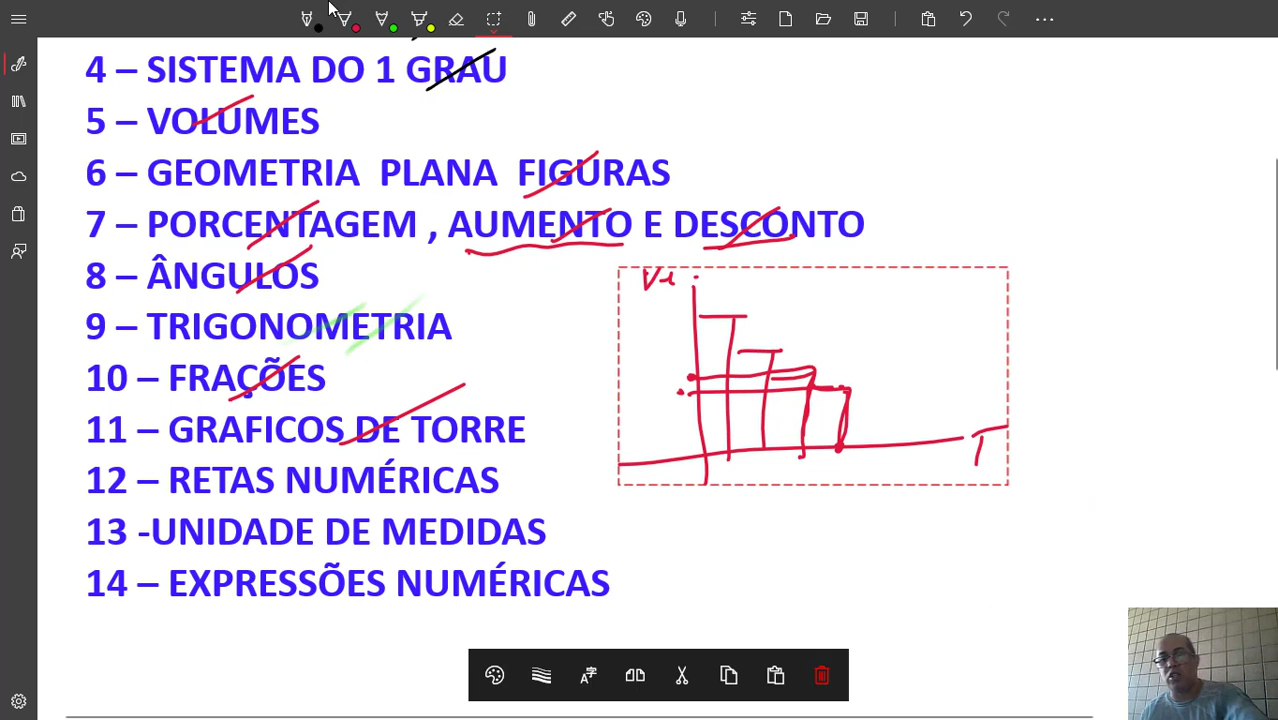 4 – SISTEMA DO 1 GRAU
5 – VOLUMES
6 – GEOMETRIA PLANA FIGURAS
7 – PORCENTAGEM , AUMENTO E DESCONTO
8 – ÂNGULOS
9 – TRIGONOMETRIA
10 – FRAÇÕES
11 – GRAFICOS DE TORRE
12 – RETAS NUMÉRICAS
13 -UNIDADE DE MEDIDAS
14 – EXPRESSÕES NUMÉRICAS
T